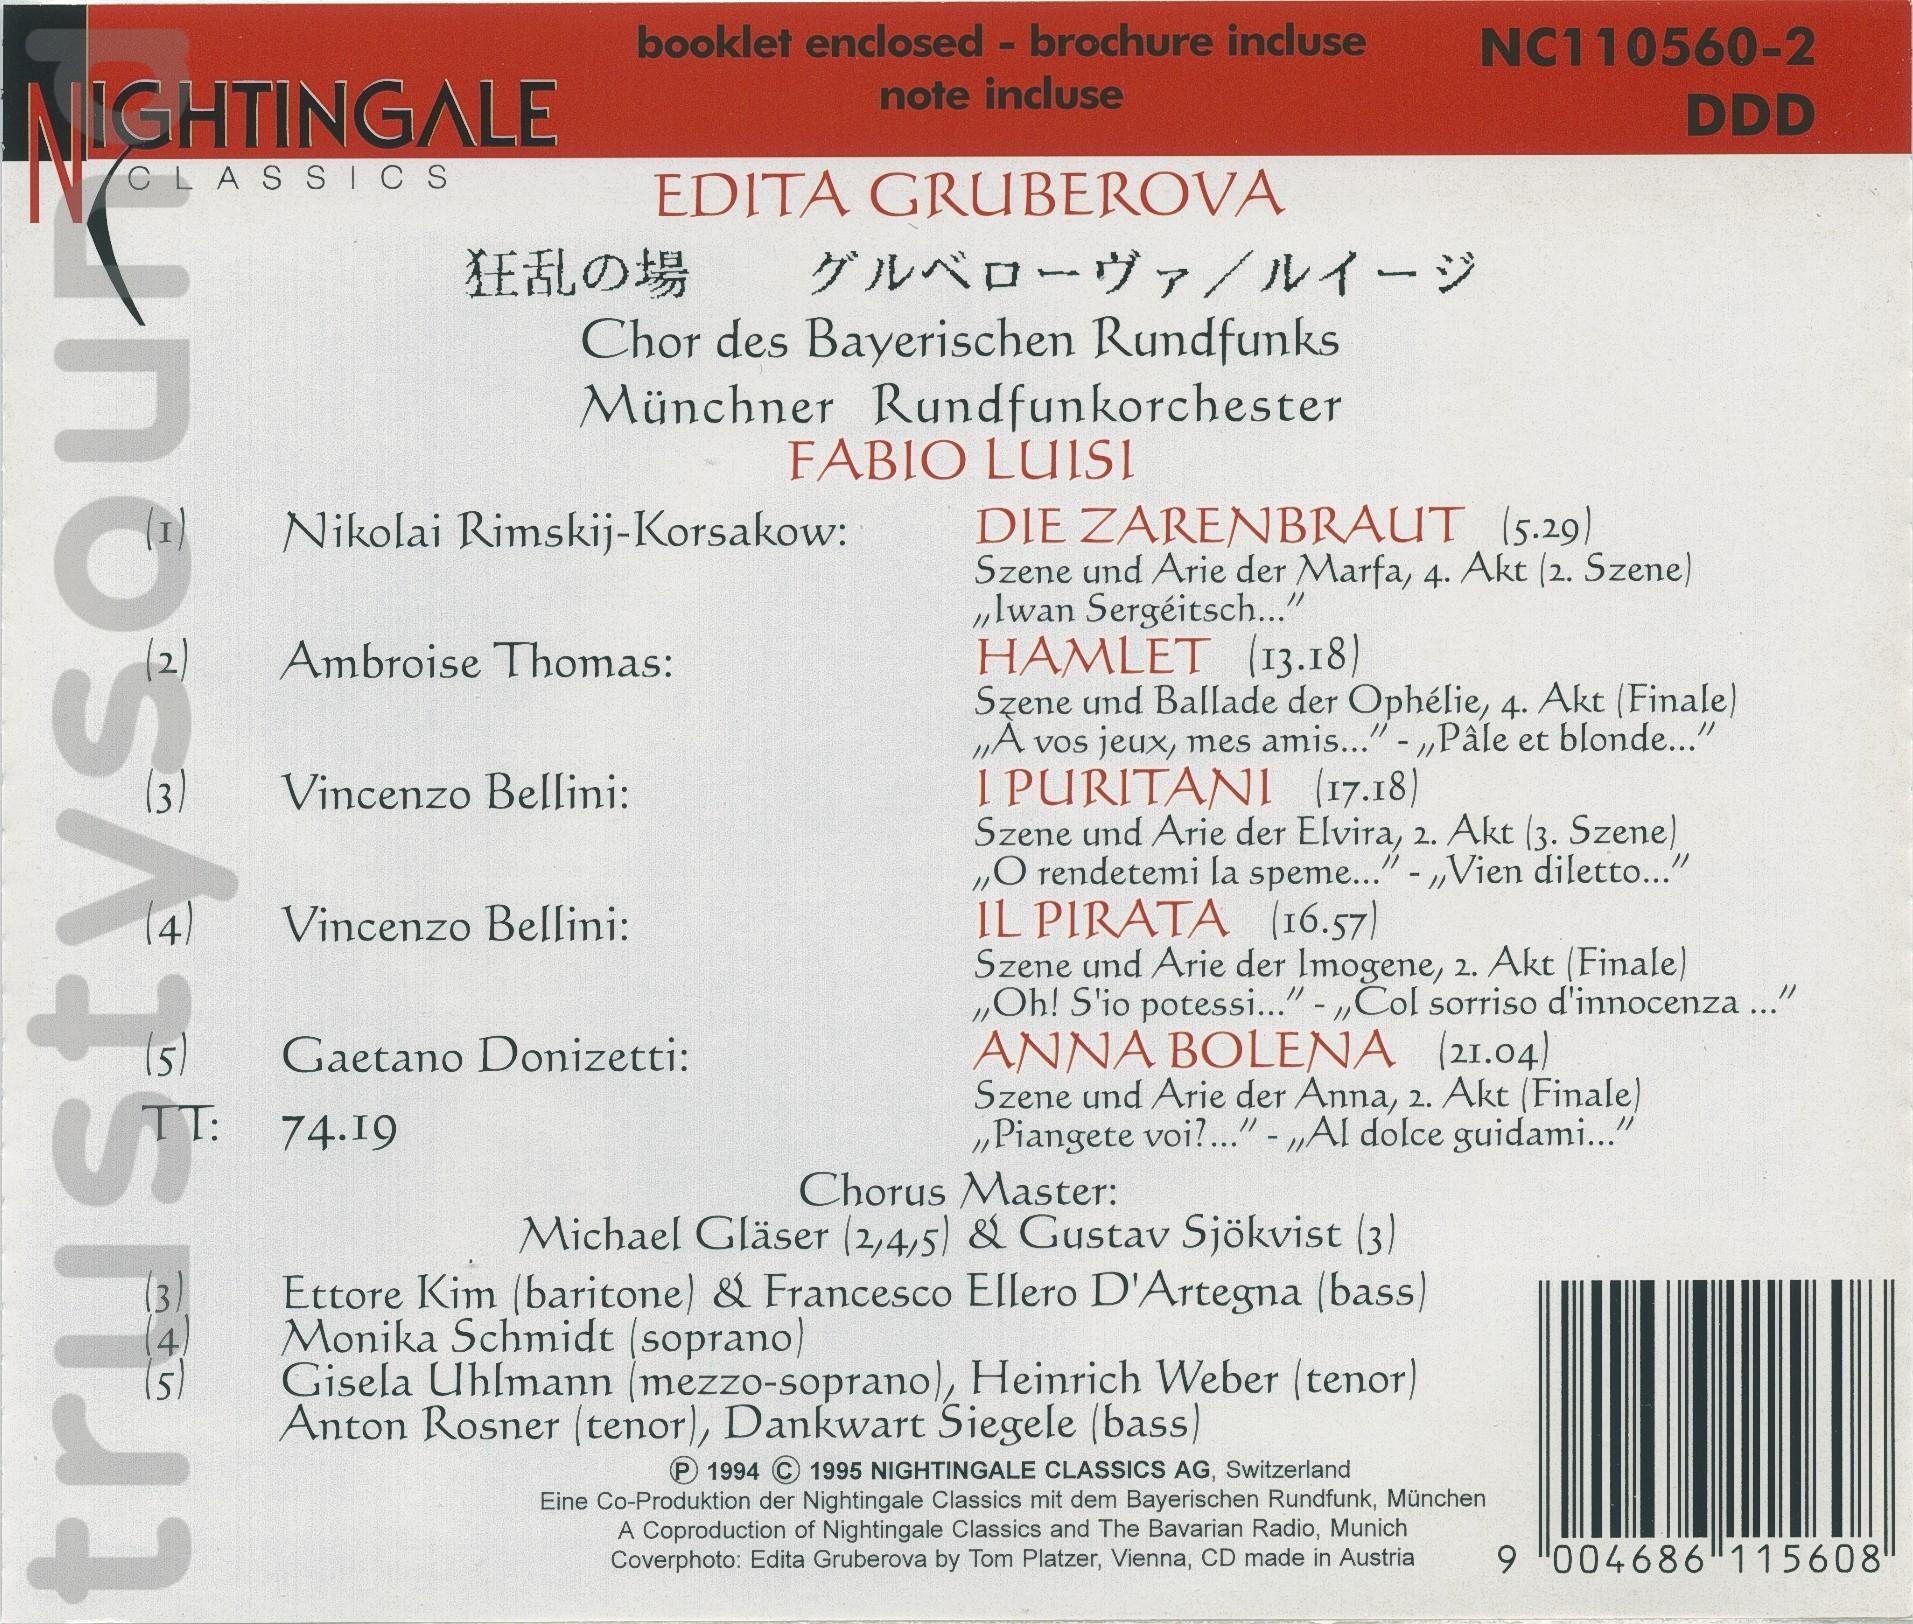 booklet enclosed - brochure incluse
note incluse
NC110560-2
DDD
NIGHTINGALE
CLASSICS
EDITA GRUBEROVA
狂乱の場 グルベローヴァ／ルイージ
Chor des Bayerischen Rundfunks
Münchner Rundfunkorchester
FABIO LUISI
(1) Nikolai Rimskij-Korsakow: DIE ZARENBRAUT (5.29)
Szene und Arie der Marfa, 4. Akt (2. Szene)
„Iwan Sergéitsch..."
(2) Ambroise Thomas: HAMLET (13.18)
Szene und Ballade der Ophélie, 4. Akt (Finale)
„À vos jeux, mes amis..." - „Pâle et blonde..."
(3) Vincenzo Bellini: I PURITANI (17.18)
Szene und Arie der Elvira, 2. Akt (3. Szene)
„O rendetemi la speme..." - „Vien diletto..."
(4) Vincenzo Bellini: IL PIRATA (16.57)
Szene und Arie der Imogene, 2. Akt (Finale)
„Oh! S'io potessi..." - „Col sorriso d'innocenza ..."
(5) Gaetano Donizetti: ANNA BOLENA (21.04)
Szene und Arie der Anna, 2. Akt (Finale)
TT: 74.19
„Piangete voi?..." - „Al dolce guidami..."
Chorus Master:
Michael Gläser (2,4,5) & Gustav Sjökvist (3)
(3) Ettore Kim (baritone) & Francesco Ellero D'Artegna (bass)
(4) Monika Schmidt (soprano)
(5) Gisela Uhlmann (mezzo-soprano), Heinrich Weber (tenor)
Anton Rosner (tenor), Dankwart Siegele (bass)
Ⓟ 1994 © 1995 NIGHTINGALE CLASSICS AG, Switzerland
Eine Co-Produktion der Nightingale Classics mit dem Bayerischen Rundfunk, München
A Coproduction of Nightingale Classics and The Bavarian Radio, Munich
Coverphoto: Edita Gruberova by Tom Platzer, Vienna, CD made in Austria
9 004686 115608
trustysound